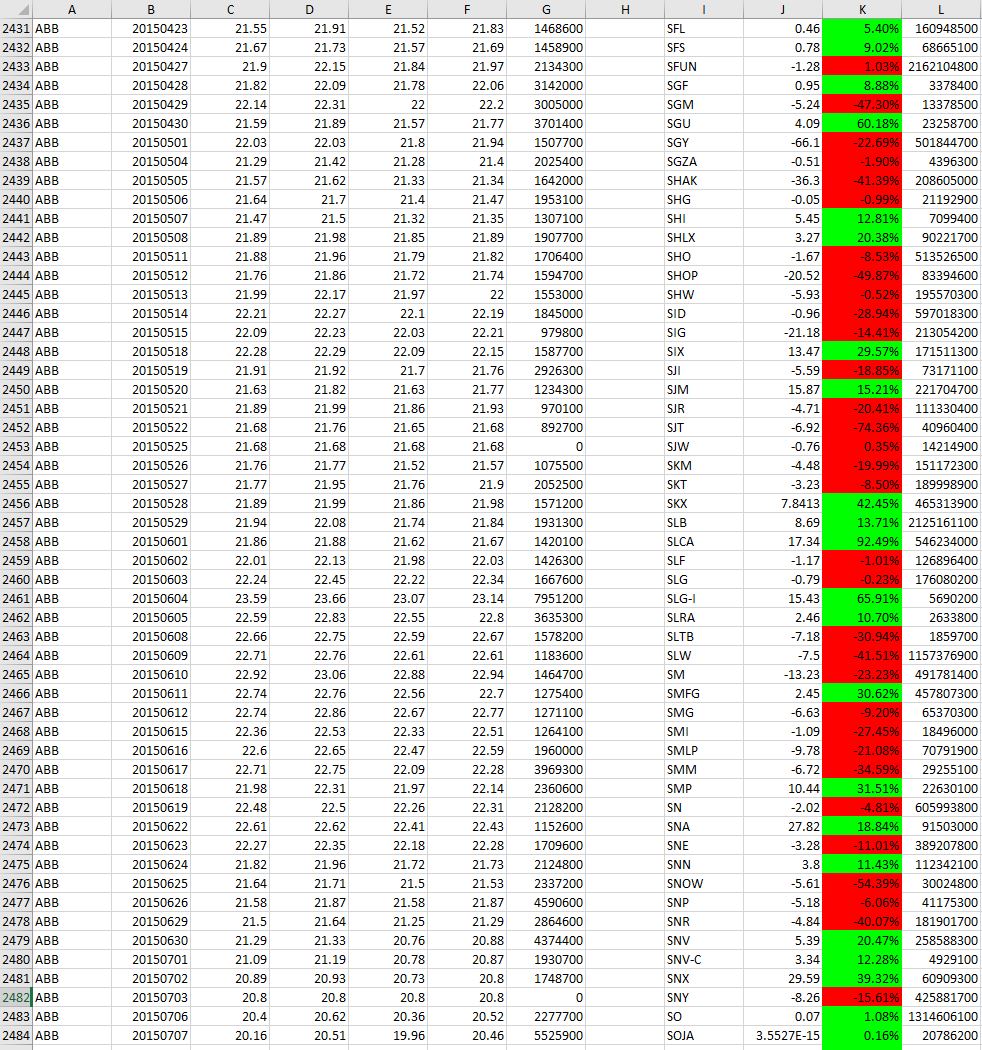 A B C D E F G H I J K L
2431 ABB 20150423 21.55 21.91 21.52 21.83 1468600 SFL 0.46 5.40% 160948500
2432 ABB 20150424 21.67 21.73 21.57 21.69 1458900 SFS 0.78 9.02% 68665100
2433 ABB 20150427 21.9 22.15 21.84 21.97 2134300 SFUN -1.28 1.03% 2162104800
2434 ABB 20150428 21.82 22.09 21.78 22.06 3142000 SGF 0.95 8.88% 3378400
2435 ABB 20150429 22.14 22.31 22 22.2 3005000 SGM -5.24 -47.30% 13378500
2436 ABB 20150430 21.59 21.89 21.57 21.77 3701400 SGU 4.09 60.18% 23258700
2437 ABB 20150501 22.03 22.03 21.8 21.94 1507700 SGY -66.1 -22.69% 501844700
2438 ABB 20150504 21.29 21.42 21.28 21.4 2025400 SGZA -0.51 -1.90% 4396300
2439 ABB 20150505 21.57 21.62 21.33 21.34 1642000 SHAK -36.3 -41.39% 208605000
2440 ABB 20150506 21.64 21.7 21.4 21.47 1953100 SHG -0.05 -0.99% 21192900
2441 ABB 20150507 21.47 21.5 21.32 21.35 1307100 SHI 5.45 12.81% 7099400
2442 ABB 20150508 21.89 21.98 21.85 21.89 1907700 SHLX 3.27 20.38% 90221700
2443 ABB 20150511 21.88 21.96 21.79 21.82 1706400 SHO -1.67 -8.53% 513526500
2444 ABB 20150512 21.76 21.86 21.72 21.74 1594700 SHOP -20.52 -49.87% 83394600
2445 ABB 20150513 21.99 22.17 21.97 22 1553000 SHW -5.93 -0.52% 195570300
2446 ABB 20150514 22.21 22.27 22.1 22.19 1845000 SID -0.96 -28.94% 597018300
2447 ABB 20150515 22.09 22.23 22.03 22.21 979800 SIG -21.18 -14.41% 213054200
2448 ABB 20150518 22.28 22.29 22.09 22.15 1587700 SIX 13.47 29.57% 171511300
2449 ABB 20150519 21.91 21.92 21.7 21.76 2926300 SJI -5.59 -18.85% 73171100
2450 ABB 20150520 21.63 21.82 21.63 21.77 1234300 SJM 15.87 15.21% 221704700
2451 ABB 20150521 21.89 21.99 21.86 21.93 970100 SJR -4.71 -20.41% 111330400
2452 ABB 20150522 21.68 21.76 21.65 21.68 892700 SJT -6.92 -74.36% 40960400
2453 ABB 20150525 21.68 21.68 21.68 21.68 0 SJW -0.76 0.35% 14214900
2454 ABB 20150526 21.76 21.77 21.52 21.57 1075500 SKM -4.48 -19.99% 151172300
2455 ABB 20150527 21.77 21.95 21.76 21.9 2052500 SKT -3.23 -8.50% 189998900
2456 ABB 20150528 21.89 21.99 21.86 21.98 1571200 SKX 7.8413 42.45% 465313900
2457 ABB 20150529 21.94 22.08 21.74 21.84 1931300 SLB 8.69 13.71% 2125161100
2458 ABB 20150601 21.86 21.88 21.62 21.67 1420100 SLCA 17.34 92.49% 546234000
2459 ABB 20150602 22.01 22.13 21.98 22.03 1426300 SLF -1.17 -1.01% 126896400
2460 ABB 20150603 22.24 22.45 22.22 22.34 1667600 SLG -0.79 -0.23% 176080200
2461 ABB 20150604 23.59 23.66 23.07 23.14 7951200 SLG-I 15.43 65.91% 5690200
2462 ABB 20150605 22.59 22.83 22.55 22.8 3635300 SLRA 2.46 10.70% 2633800
2463 ABB 20150608 22.66 22.75 22.59 22.67 1578200 SLTB -7.18 -30.94% 1859700
2464 ABB 20150609 22.71 22.76 22.61 22.61 1183600 SLW -7.5 -41.51% 1157376900
2465 ABB 20150610 22.92 23.06 22.88 22.94 1464700 SM -13.23 -23.23% 491781400
2466 ABB 20150611 22.74 22.76 22.56 22.7 1275400 SMFG 2.45 30.62% 457807300
2467 ABB 20150612 22.74 22.86 22.67 22.77 1271100 SMG -6.63 -9.20% 65370300
2468 ABB 20150615 22.36 22.53 22.33 22.51 1264100 SMI -1.09 -27.45% 18496000
2469 ABB 20150616 22.6 22.65 22.47 22.59 1960000 SMLP -9.78 -21.08% 70791900
2470 ABB 20150617 22.71 22.75 22.09 22.28 3969300 SMM -6.72 -34.59% 29255100
2471 ABB 20150618 21.98 22.31 21.97 22.14 2360600 SMP 10.44 31.51% 22630100
2472 ABB 20150619 22.48 22.5 22.26 22.31 2128200 SN -2.02 -4.81% 605993800
2473 ABB 20150622 22.61 22.62 22.41 22.43 1152600 SNA 27.82 18.84% 91503000
2474 ABB 20150623 22.27 22.35 22.18 22.28 1709600 SNE -3.28 -11.01% 389207800
2475 ABB 20150624 21.82 21.96 21.72 21.73 2124800 SNN 3.8 11.43% 112342100
2476 ABB 20150625 21.64 21.71 21.5 21.53 2337200 SNOW -5.61 -54.39% 30024800
2477 ABB 20150626 21.58 21.87 21.58 21.87 4590600 SNP -5.18 -6.06% 41175300
2478 ABB 20150629 21.5 21.64 21.25 21.29 2864600 SNR -4.84 -40.07% 181901700
2479 ABB 20150630 21.29 21.33 20.76 20.88 4374400 SNV 5.39 20.47% 258588300
2480 ABB 20150701 21.09 21.19 20.78 20.87 1930700 SNV-C 3.34 12.28% 4929100
2481 ABB 20150702 20.89 20.93 20.73 20.8 1748700 SNX 29.59 39.32% 60909300
2482 ABB 20150703 20.8 20.8 20.8 20.8 0 SNY -8.26 -15.61% 425881700
2483 ABB 20150706 20.4 20.62 20.36 20.52 2277700 SO 0.07 1.08% 1314606100
2484 ABB 20150707 20.16 20.51 19.96 20.46 5525900 SOJA 3.5527E-15 0.16% 20786200